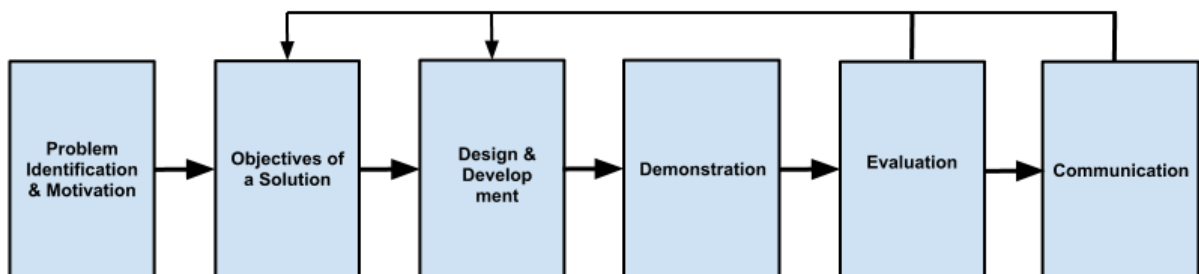 Problem
Identification
& Motivation
Objectives of
a Solution
Design &
Develop
ment
Demonstration
Evaluation
Communication